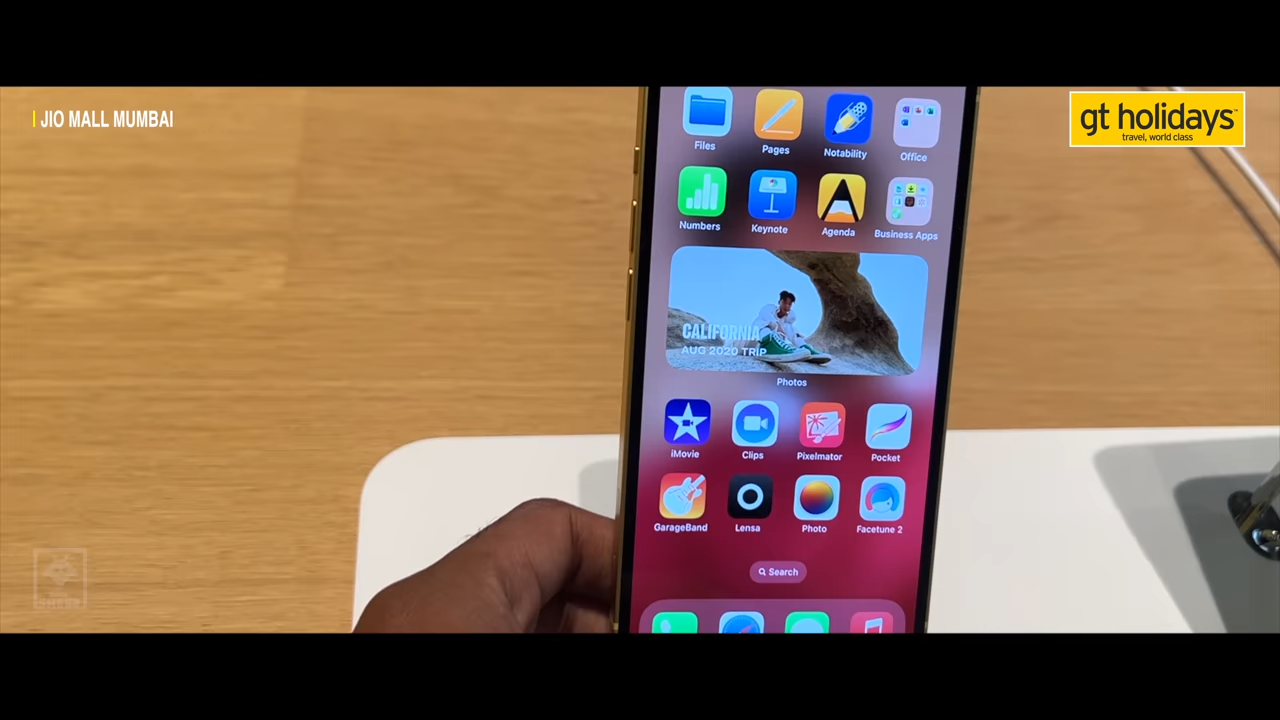 JIO MALL MUMBAI
gt holidays™
travel, world class
Files
Pages
Notability
Office
Numbers
Keynote
Agenda
Business Apps
CALIFORNIA
AUG 2020 TRIP
Photos
iMovie
Clips
Pixelmator
Pocket
GarageBand
Lensa
Photo
Facetune 2
Search